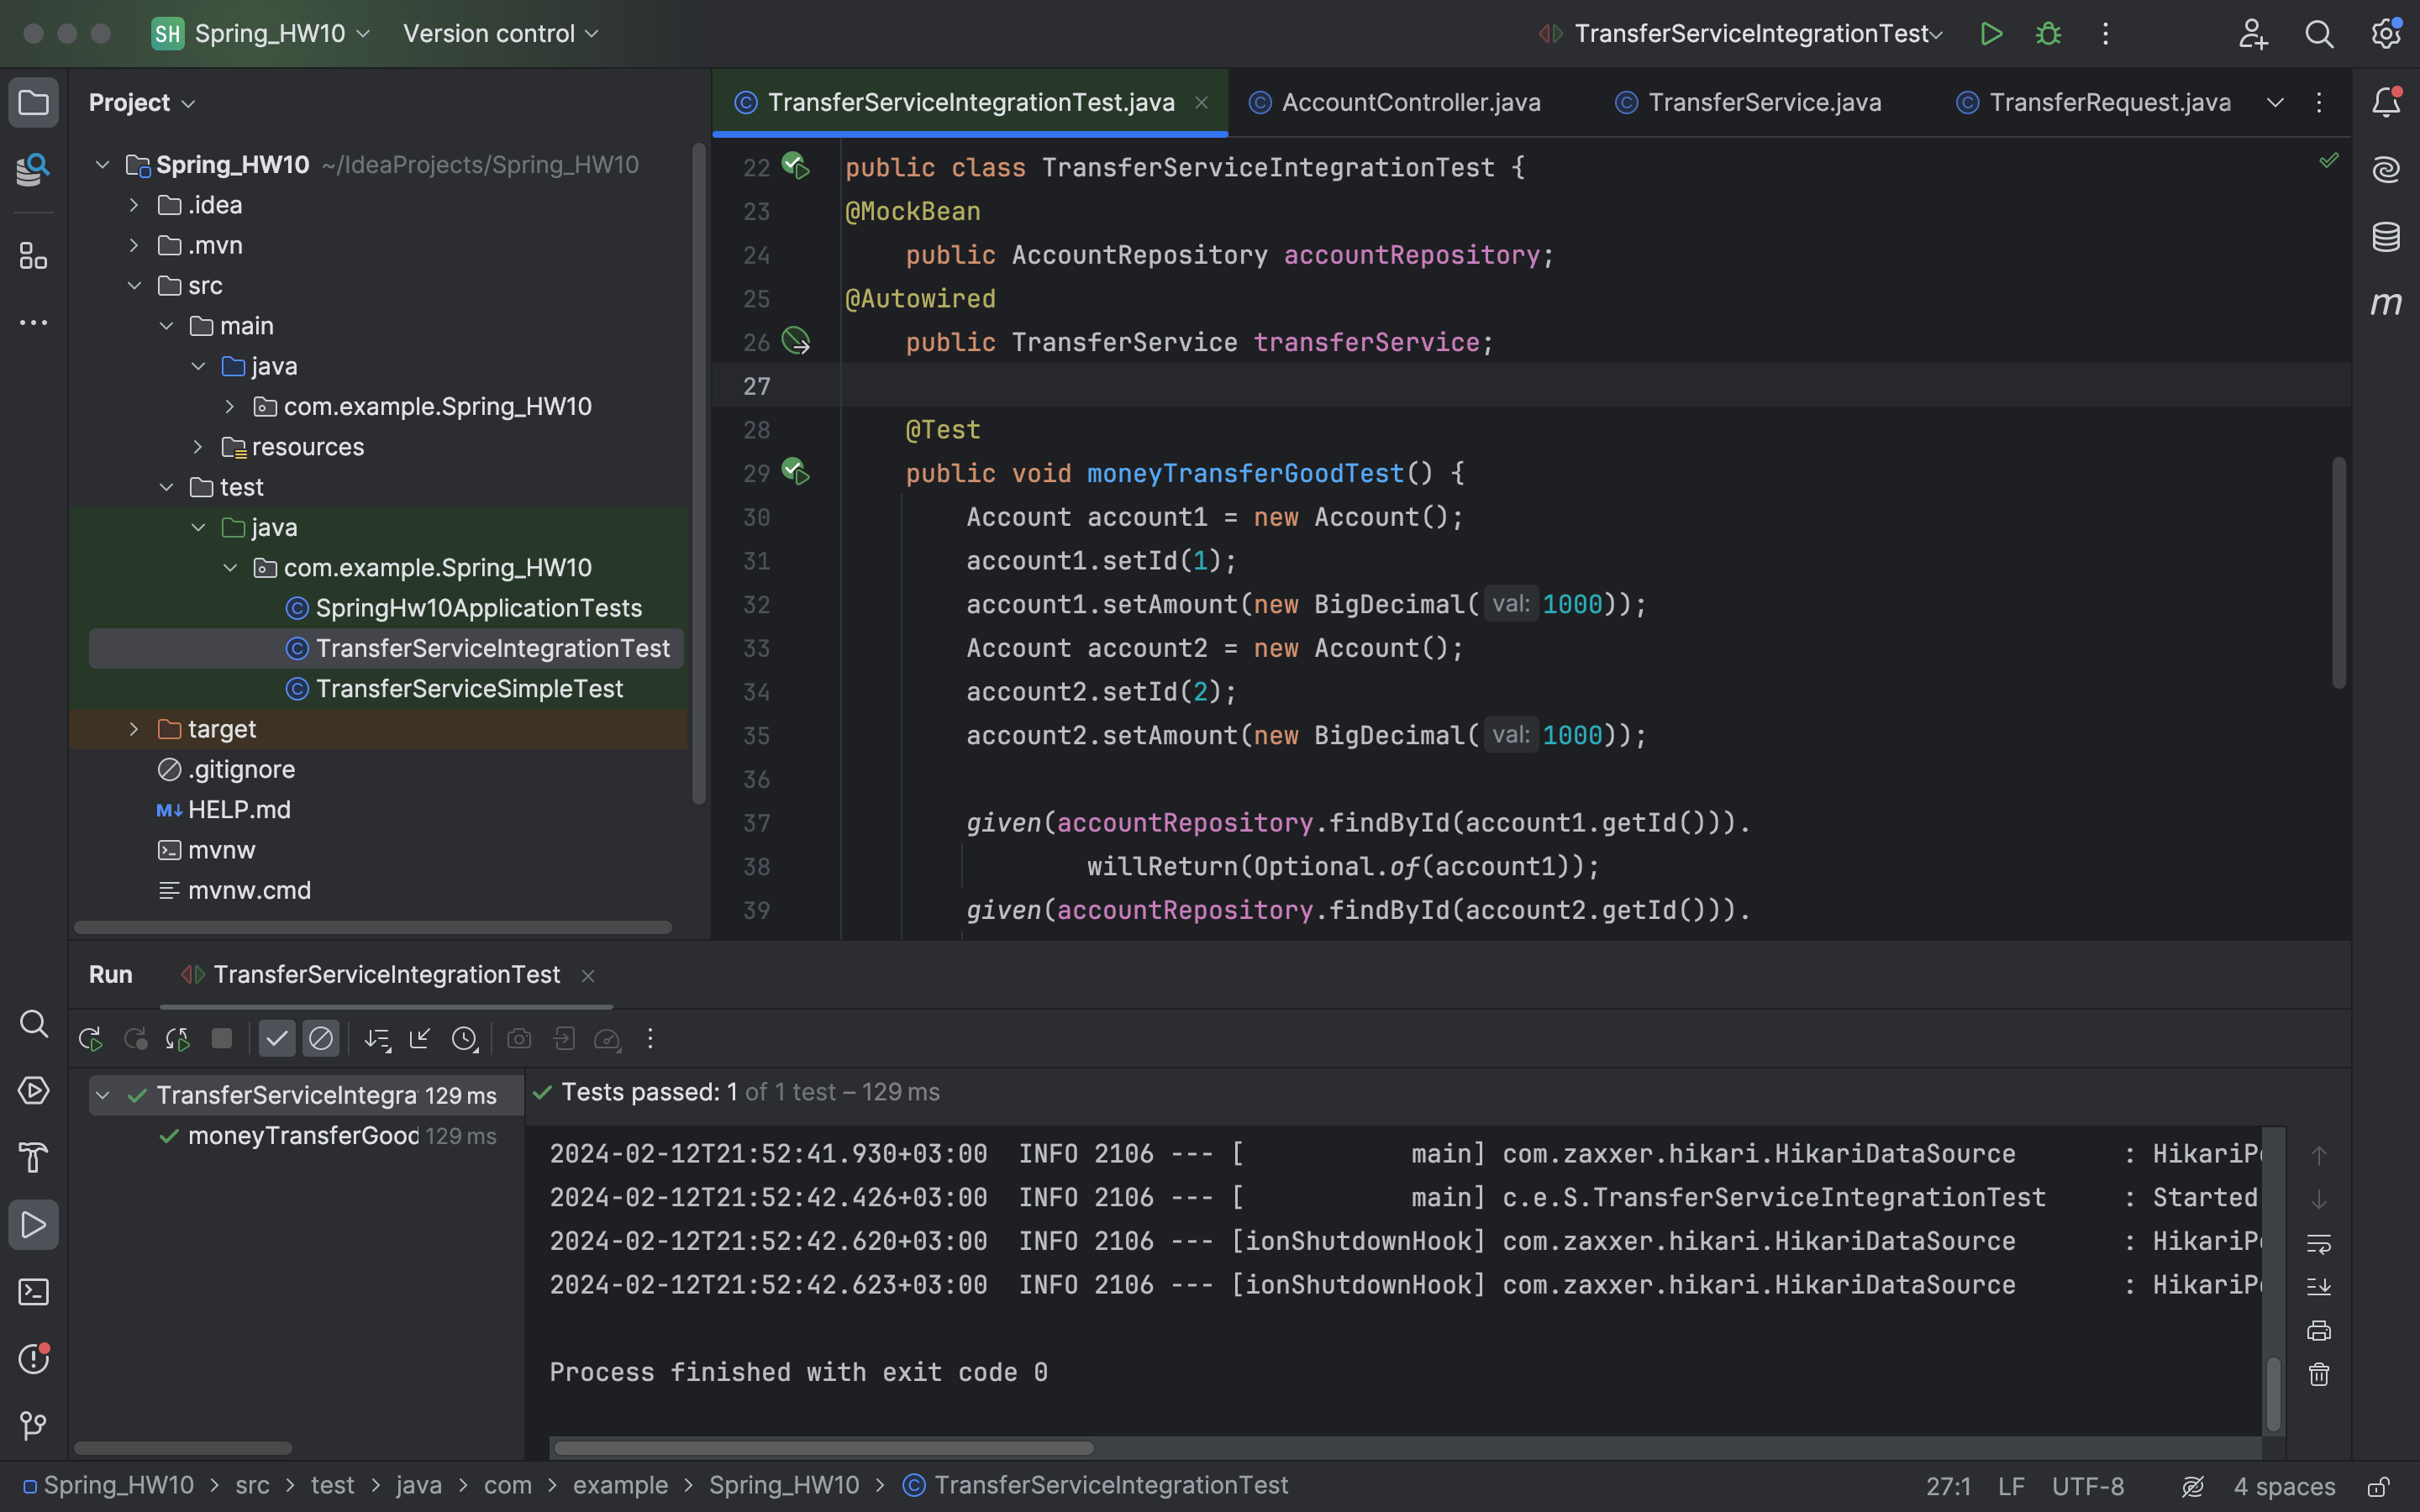 SH Spring_HW10 Version control TransferServiceIntegrationTest
Project
Spring_HW10 ~/IdeaProjects/Spring_HW10
.idea
.mvn
src
main
java
com.example.Spring_HW10
resources
test
java
com.example.Spring_HW10
SpringHw10ApplicationTests
TransferServiceIntegrationTest
TransferServiceSimpleTest
target
.gitignore
M↓ HELP.md
mvnw
mvnw.cmd
TransferServiceIntegrationTest.java AccountController.java TransferService.java TransferRequest.java
22 public class TransferServiceIntegrationTest {
23 @MockBean
24 public AccountRepository accountRepository;
25 @Autowired
26 public TransferService transferService;
27
28 @Test
29 public void moneyTransferGoodTest() {
30 Account account1 = new Account();
31 account1.setId(1);
32 account1.setAmount(new BigDecimal( val: 1000));
33 Account account2 = new Account();
34 account2.setId(2);
35 account2.setAmount(new BigDecimal( val: 1000));
36
37 given(accountRepository.findById(account1.getId())).
38 willReturn(Optional.of(account1));
39 given(accountRepository.findById(account2.getId())).
m
Run TransferServiceIntegrationTest
TransferServiceIntegra 129 ms
moneyTransferGood 129 ms
Tests passed: 1 of 1 test – 129 ms
2024-02-12T21:52:41.930+03:00 INFO 2106 --- [ main] com.zaxxer.hikari.HikariDataSource : HikariP
2024-02-12T21:52:42.426+03:00 INFO 2106 --- [ main] c.e.S.TransferServiceIntegrationTest : Started
2024-02-12T21:52:42.620+03:00 INFO 2106 --- [ionShutdownHook] com.zaxxer.hikari.HikariDataSource : HikariP
2024-02-12T21:52:42.623+03:00 INFO 2106 --- [ionShutdownHook] com.zaxxer.hikari.HikariDataSource : HikariP
Process finished with exit code 0
Spring_HW10 > src > test > java > com > example > Spring_HW10 > TransferServiceIntegrationTest 27:1 LF UTF-8 4 spaces